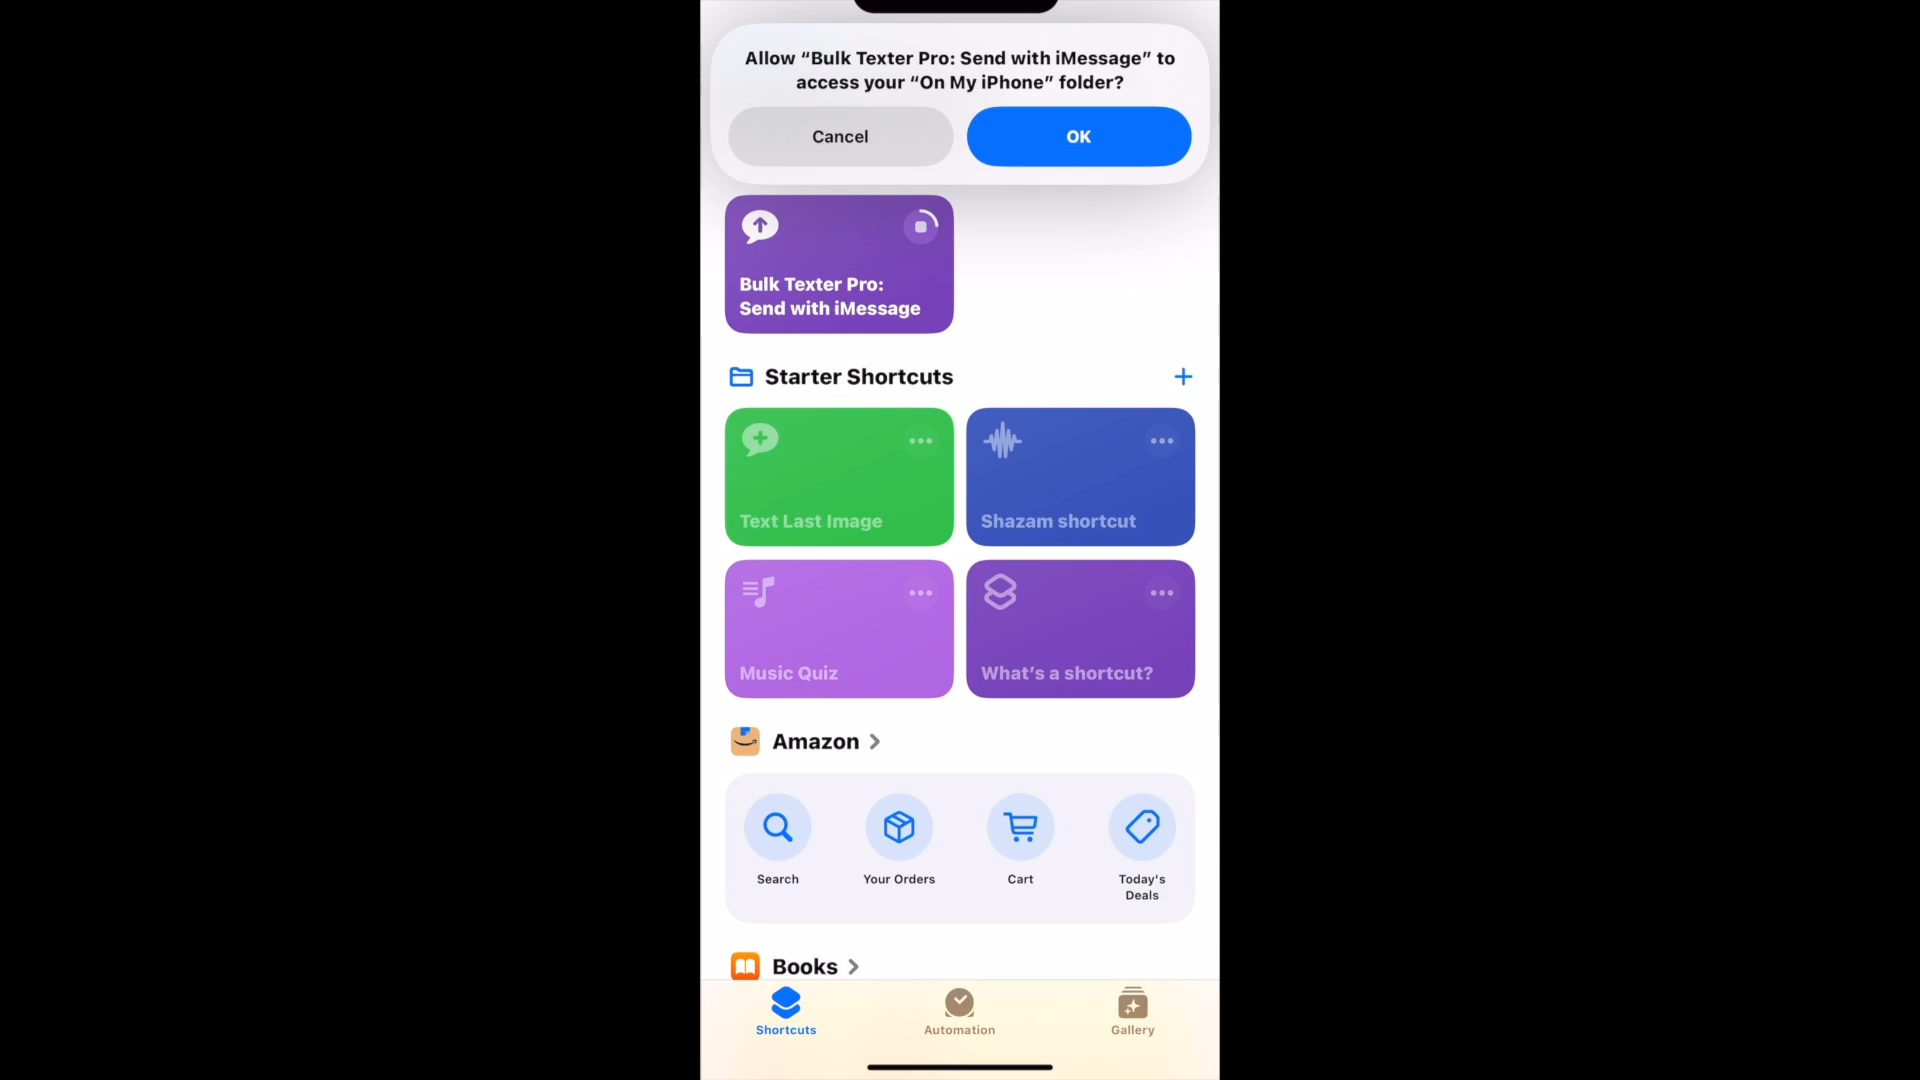 Allow “Bulk Texter Pro: Send with iMessage” to
access your “On My iPhone” folder?
Cancel
OK
Bulk Texter Pro:
Send with iMessage
Starter Shortcuts
Text Last Image
Shazam shortcut
Music Quiz
What’s a shortcut?
Amazon
Search
Your Orders
Cart
Today's
Deals
Books
Shortcuts
Automation
Gallery